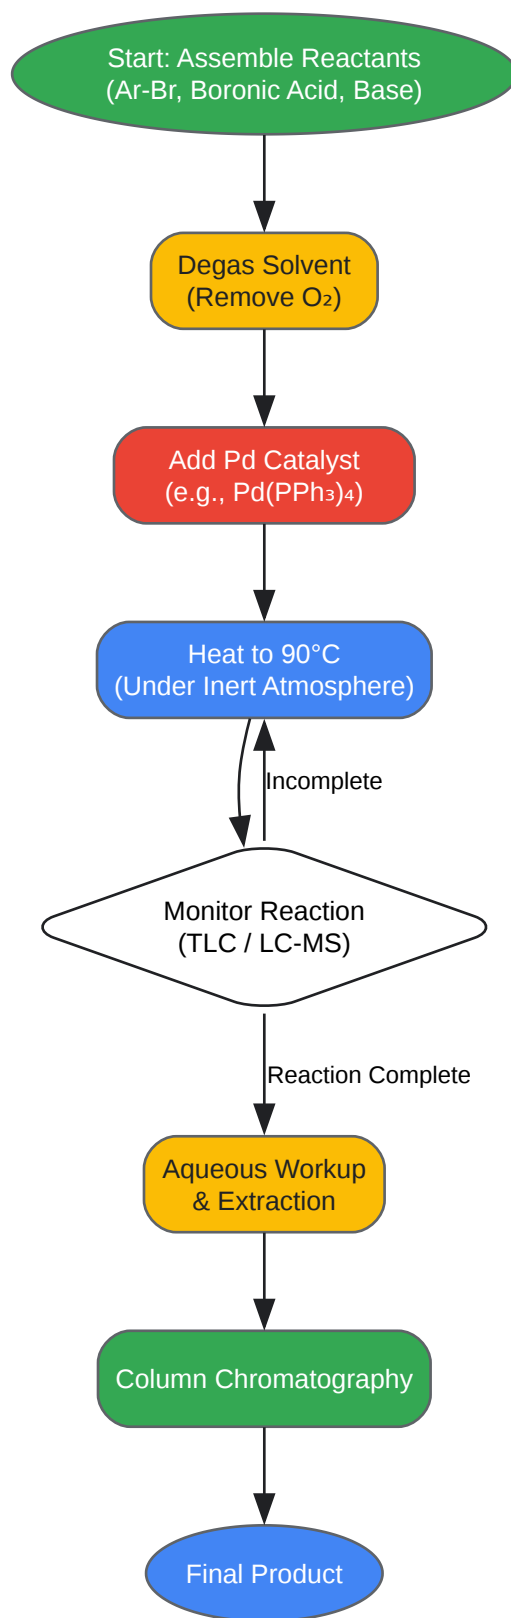 Start: Assemble Reactants
(Ar-Br, Boronic Acid, Base)
Degas Solvent
(Remove O₂)
Add Pd Catalyst
(e.g., Pd(PPh₃)₄)
Heat to 90°C
(Under Inert Atmosphere)
Incomplete
Monitor Reaction
(TLC / LC-MS)
Reaction Complete
Aqueous Workup
& Extraction
Column Chromatography
Final Product